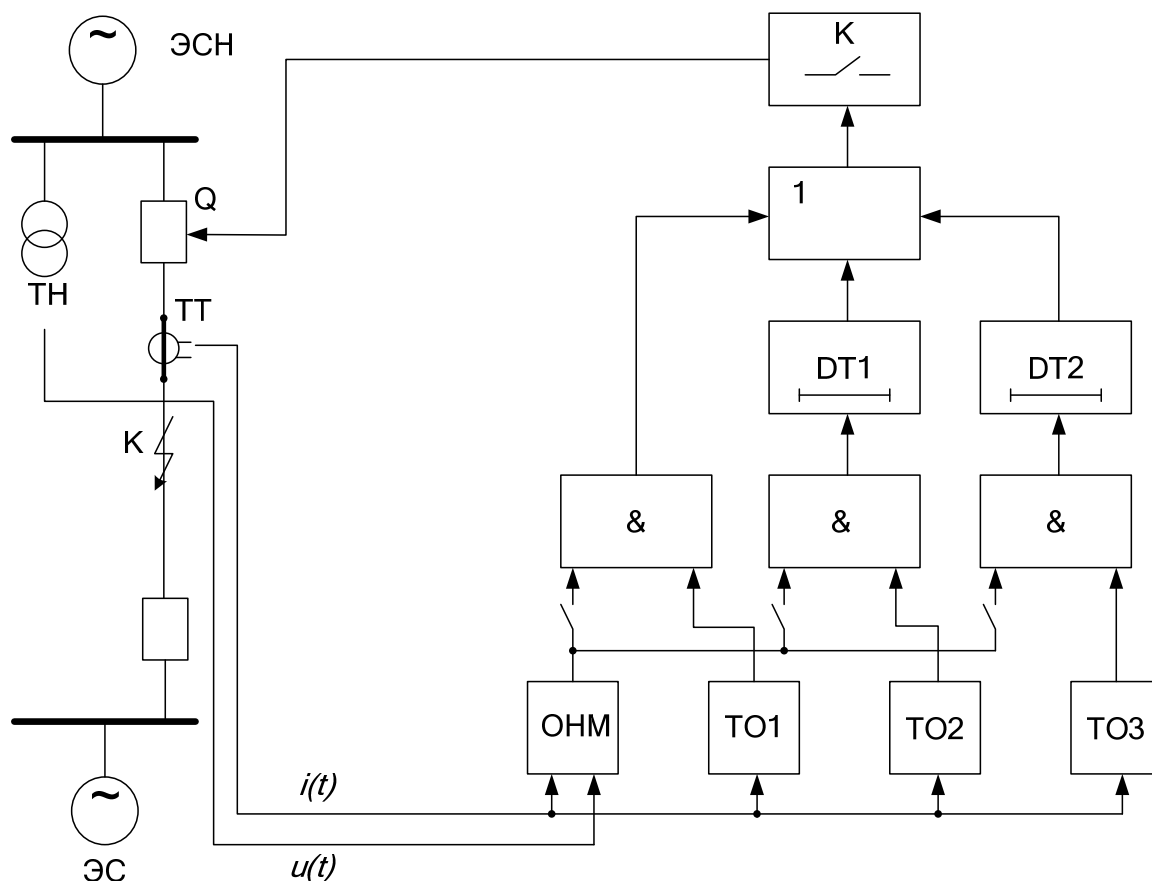 ~
ЭСН
K
Q
1
ТН
ТТ
DT1
DT2
K
&
&
&
ОНМ
ТО1
ТО2
ТО3
~
i(t)
ЭС
u(t)